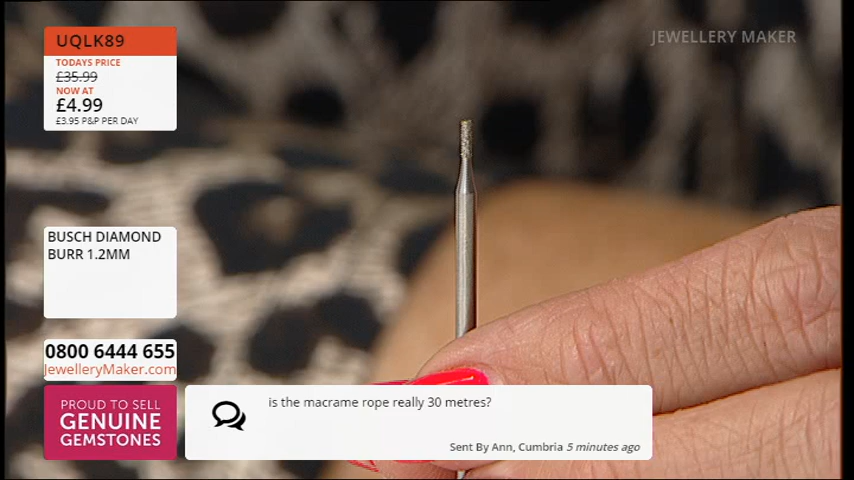 UQLK89
TODAYS PRICE
£35.99
NOW AT
£4.99
£3.95 P&P PER DAY
JEWELLERY MAKER
BUSCH DIAMOND
BURR 1.2MM
0800 6444 655
JewelleryMaker.com
PROUD TO SELL
GENUINE
GEMSTONES
is the macrame rope really 30 metres?
Sent By Ann, Cumbria 5 minutes ago